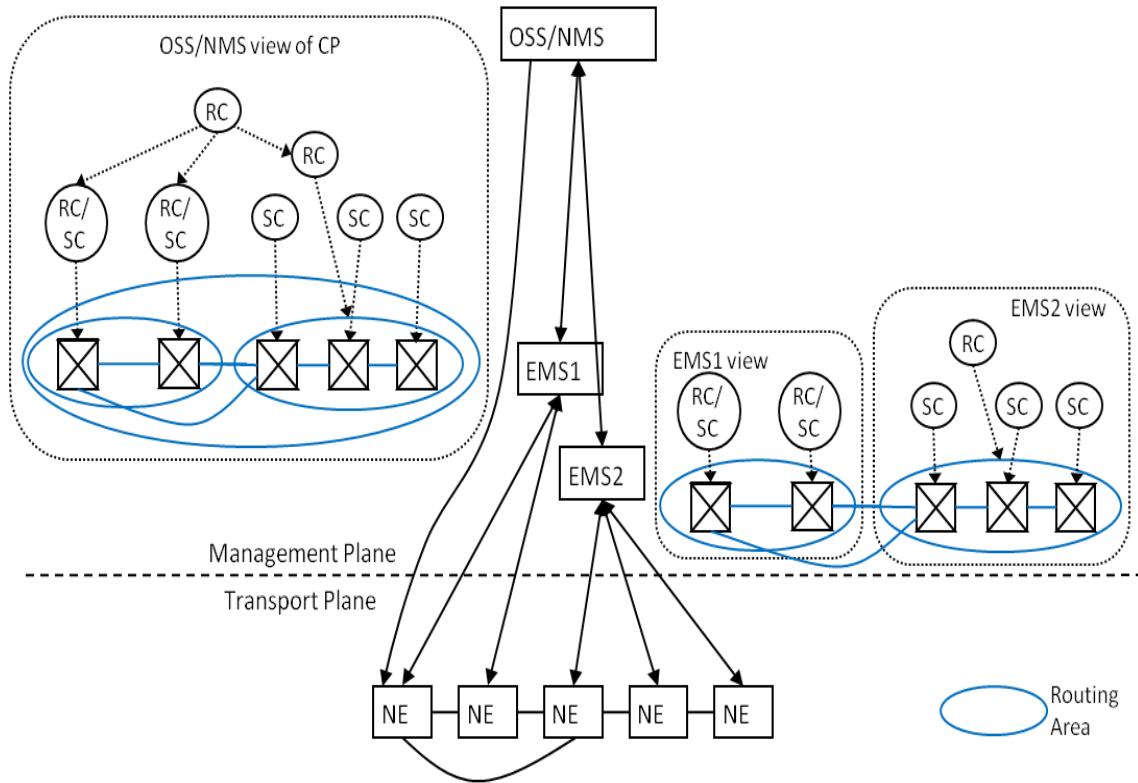 OSS/NMS view of CP
OSS/NMS
RC
RC
RC/
SC
RC/
SC
SC
SC
SC
EMS1
EMS2
EMS1 view
RC/
SC
RC/
SC
EMS2 view
RC
SC
SC
SC
Management Plane
Transport Plane
NE
NE
NE
NE
NE
Routing
Area